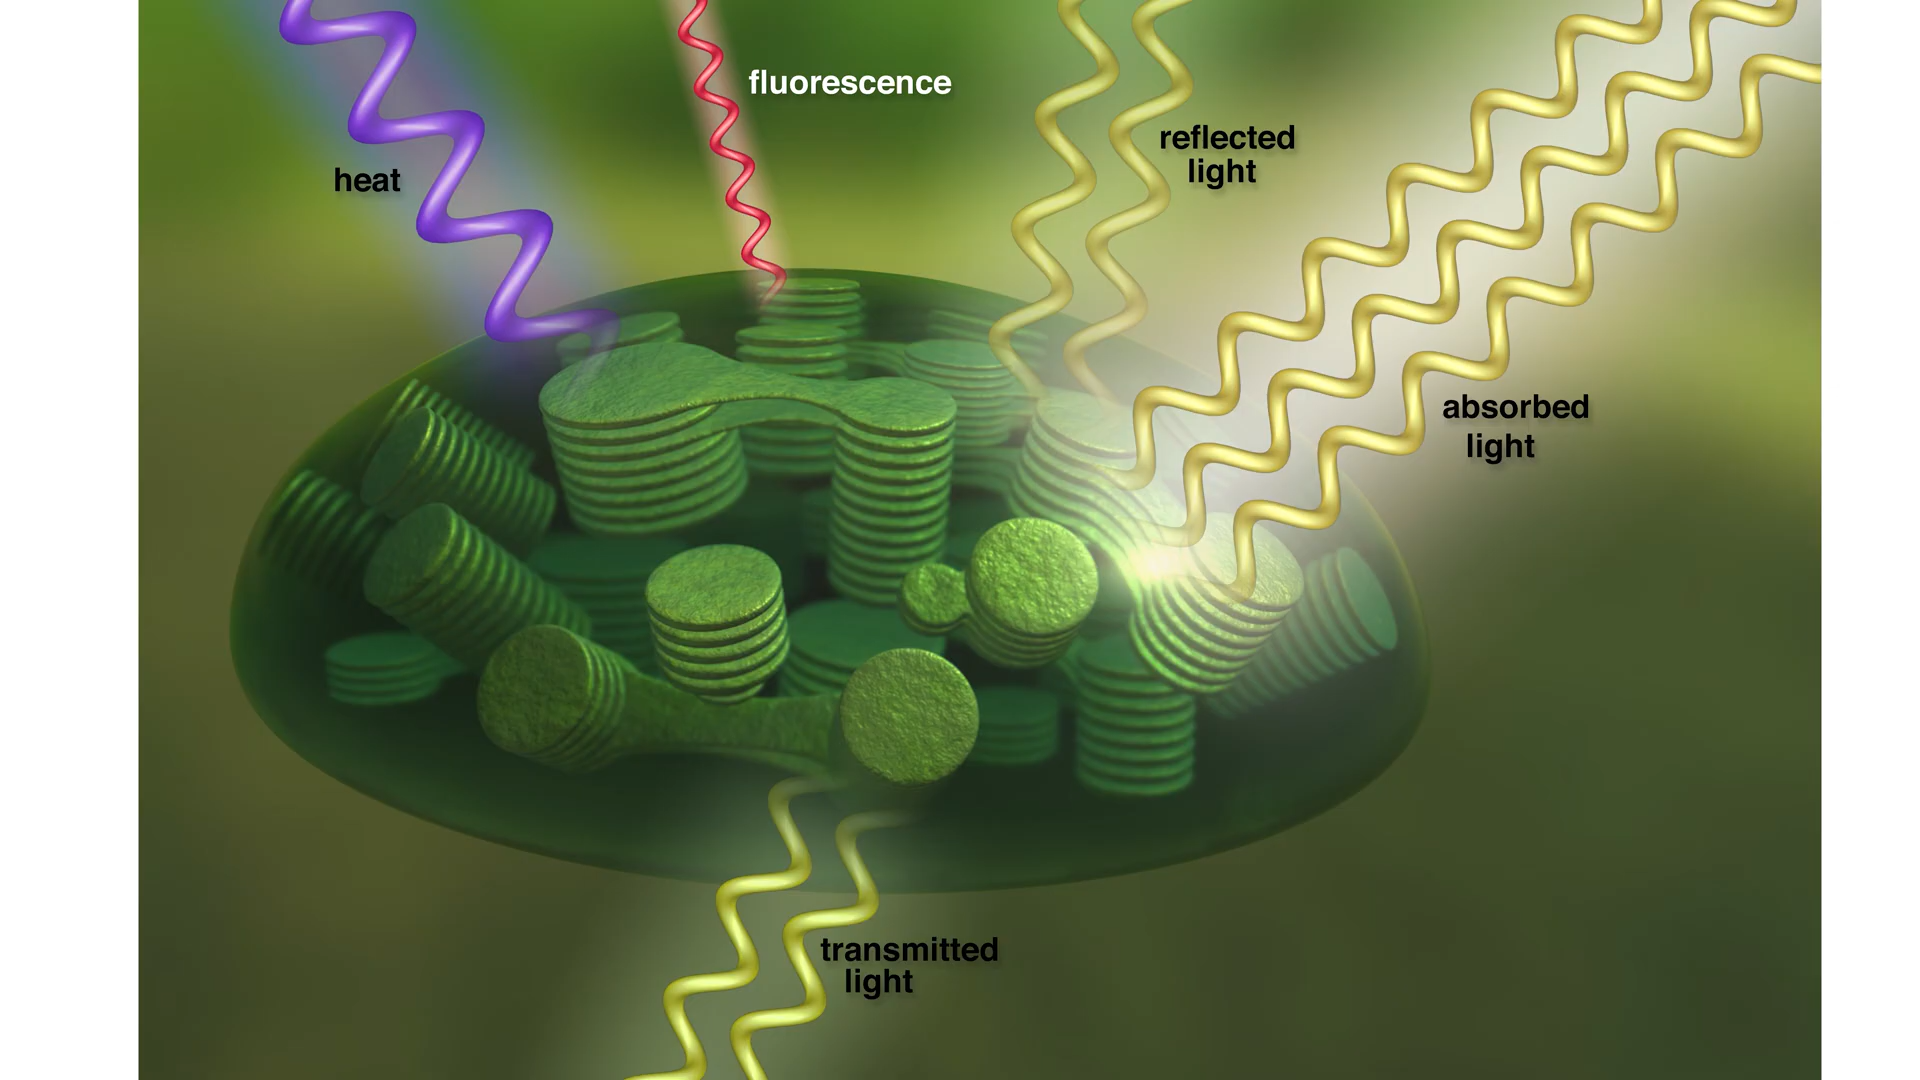 fluorescence
reflected
light
heat
absorbed
light
transmitted
light